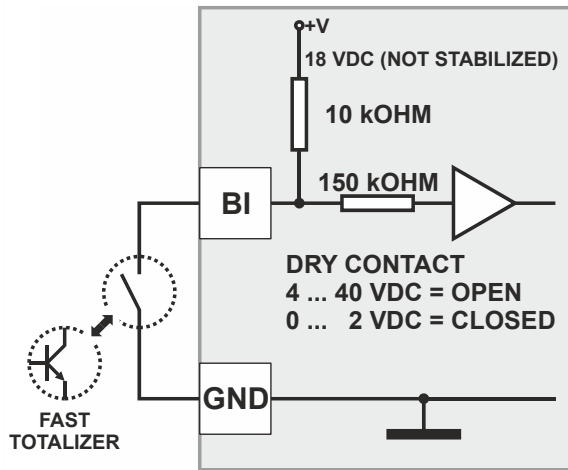 +V
18 VDC (NOT STABILIZED)
10 kOHM
150 kOHM
BI
DRY CONTACT
4 ... 40 VDC = OPEN
0 ... 2 VDC = CLOSED
GND
FAST
TOTALIZER